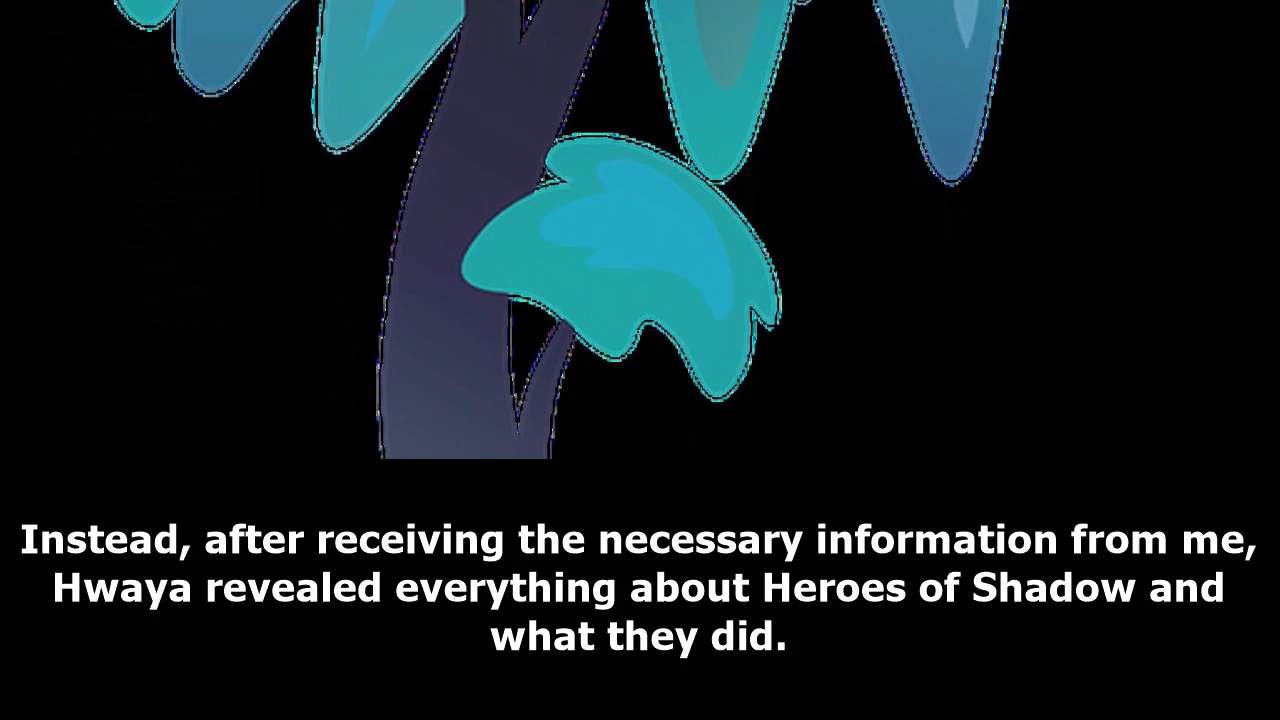 Instead, after receiving the necessary information from me,
Hwaya revealed everything about Heroes of Shadow and
what they did.